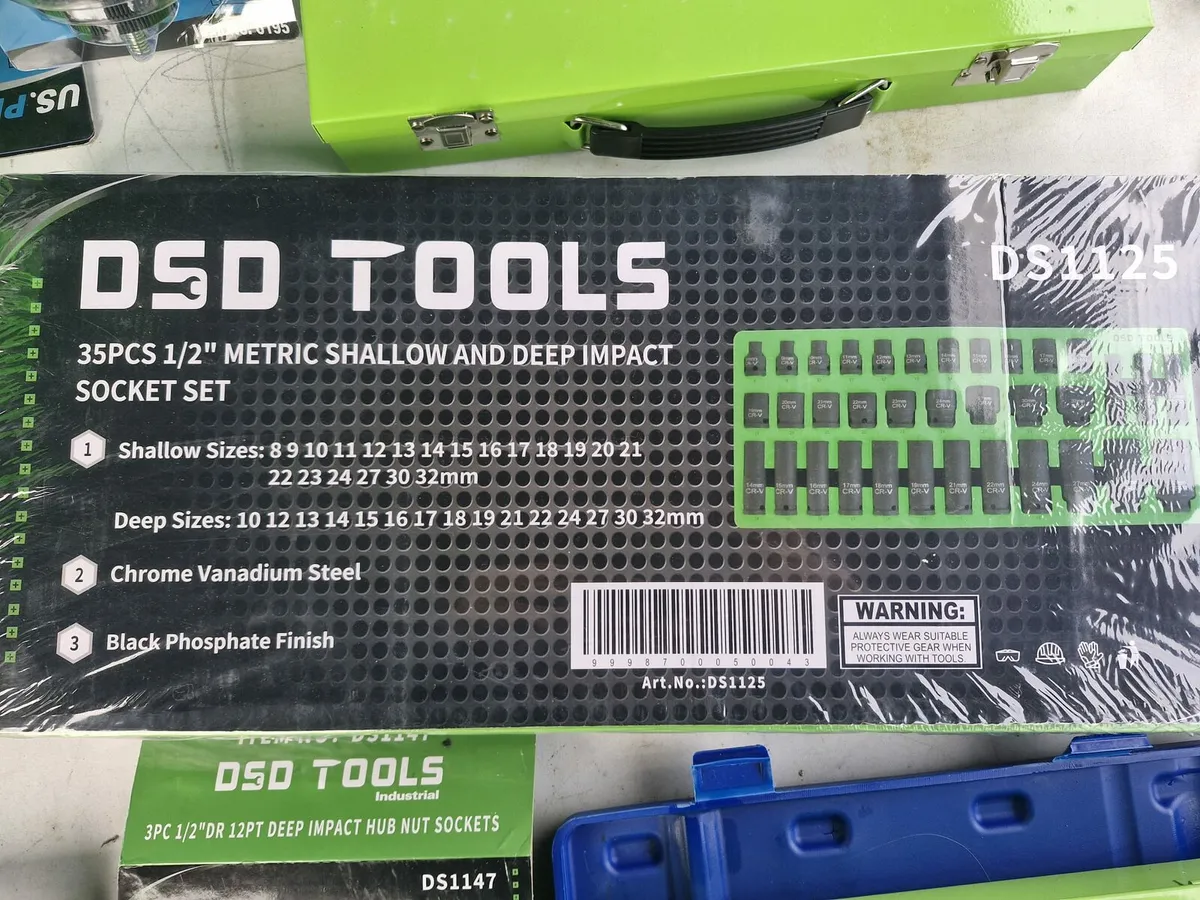 US.P
DSD TOOLS
DS1125
35PCS 1/2" METRIC SHALLOW AND DEEP IMPACT
SOCKET SET
1 Shallow Sizes: 8 9 10 11 12 13 14 15 16 17 18 19 20 21
22 23 24 27 30 32mm
Deep Sizes: 10 12 13 14 15 16 17 18 19 21 22 24 27 30 32mm
2 Chrome Vanadium Steel
3 Black Phosphate Finish
9998700050043
Art.No.:DS1125
WARNING:
ALWAYS WEAR SUITABLE
PROTECTIVE GEAR WHEN
WORKING WITH TOOLS
ITEM NO: DS1147
DSD TOOLS
Industrial
3PC 1/2"DR 12PT DEEP IMPACT HUB NUT SOCKETS
DS1147